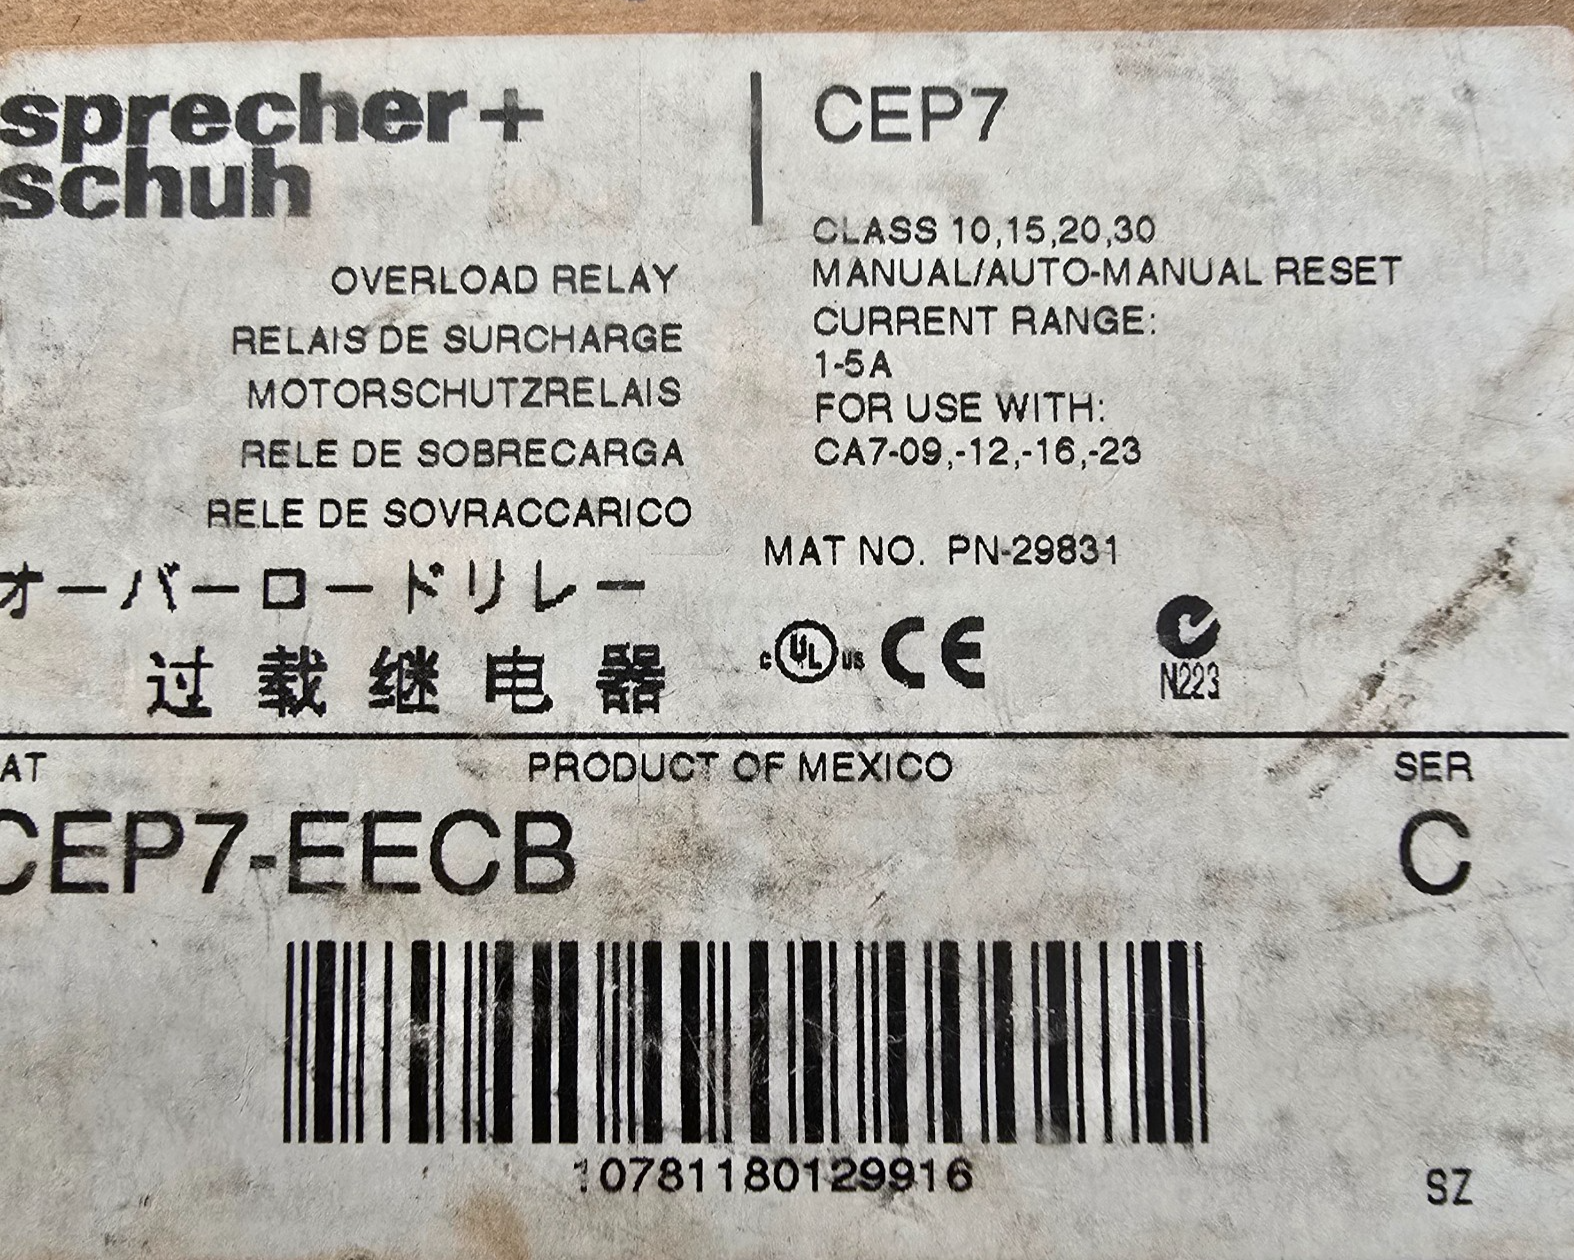 sprecher+
schuh
CEP7
OVERLOAD RELAY
RELAIS DE SURCHARGE
MOTORSCHUTZRELAIS
RELE DE SOBRECARGA
RELE DE SOVRACCARICO
オーバーロードリレー
过载继电器
CLASS 10,15,20,30
MANUAL/AUTO-MANUAL RESET
CURRENT RANGE:
1-5A
FOR USE WITH:
CA7-09,-12,-16,-23
MAT NO. PN-29831
c UL us CE
N223
AT PRODUCT OF MEXICO SER
CEP7-EECB C
10781180129916
SZ